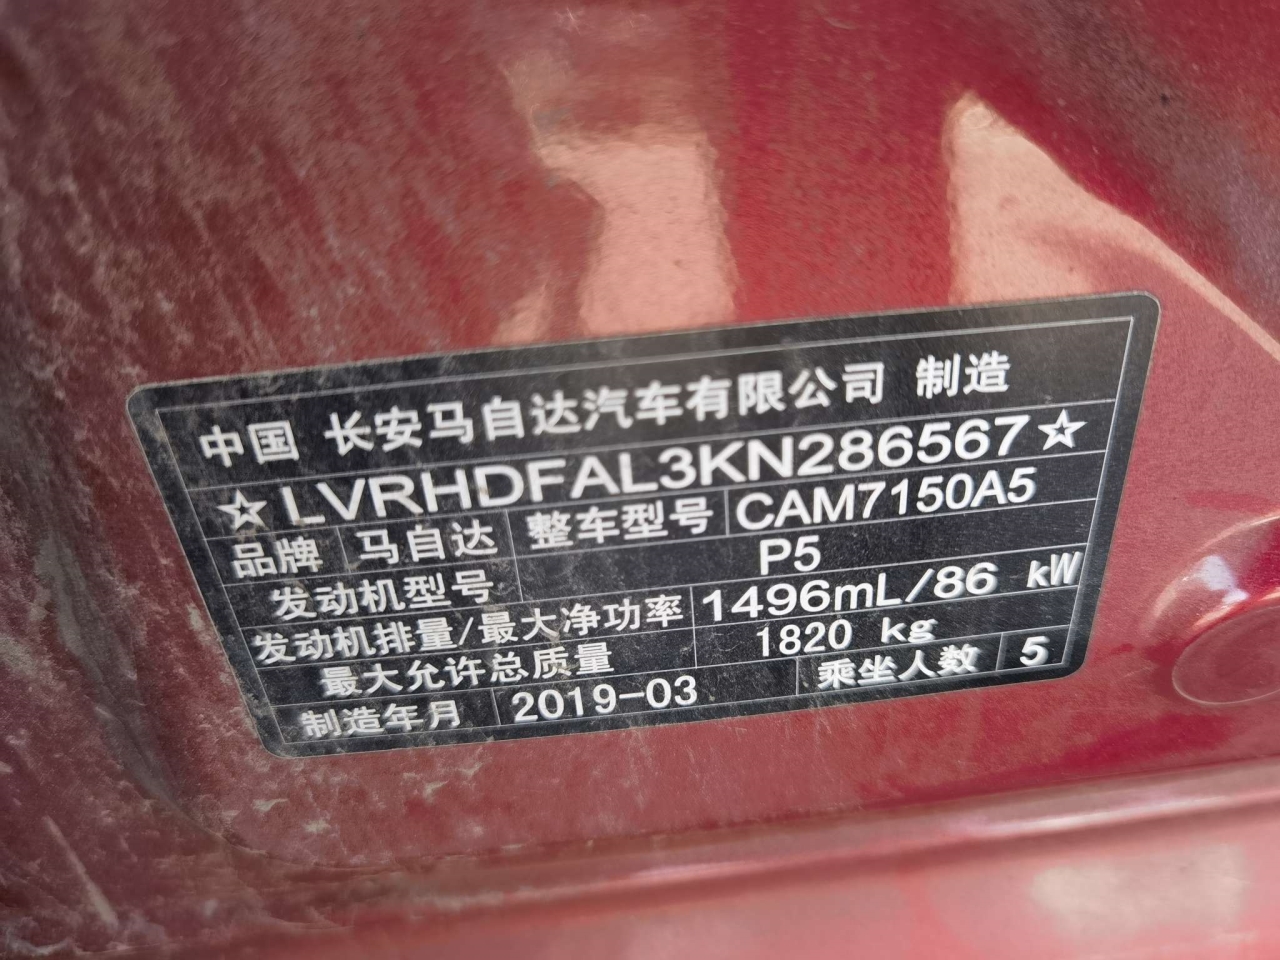 中国 长安马自达汽车有限公司 制造
☆LVRHDFAL3KN286567☆
品牌 马自达 整车型号 CAM7150A5
发动机型号 P5
发动机排量/最大净功率 1496mL/86 kW
最大允许总质量 1820 kg
制造年月 2019-03 乘坐人数 5